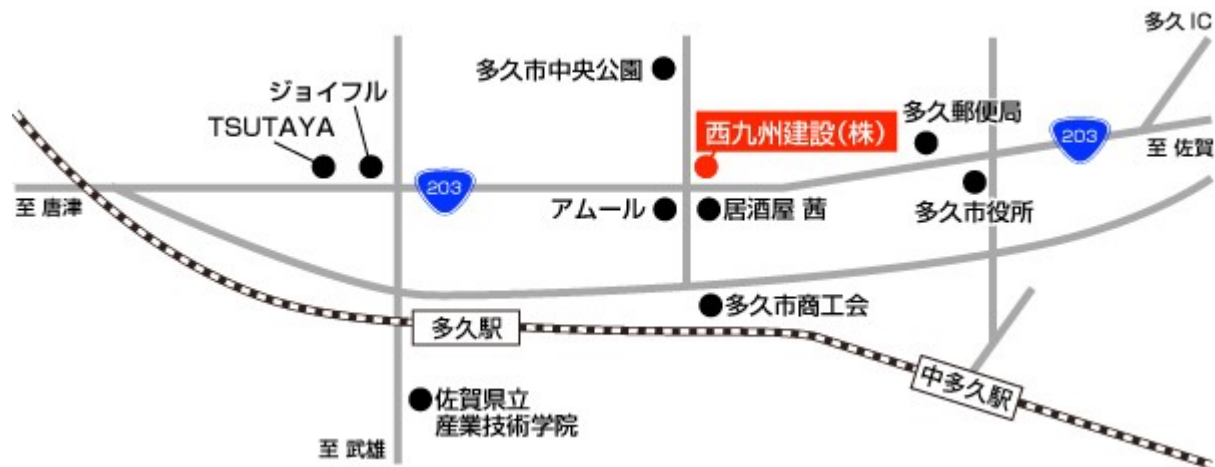 多久IC
多久市中央公園
ジョイフル
TSUTAYA
西九州建設(株)
多久郵便局
203
至 佐賀
203
至 唐津
アムール
居酒屋 茜
多久市役所
多久市商工会
多久駅
中多久駅
佐賀県立
産業技術学院
至 武雄